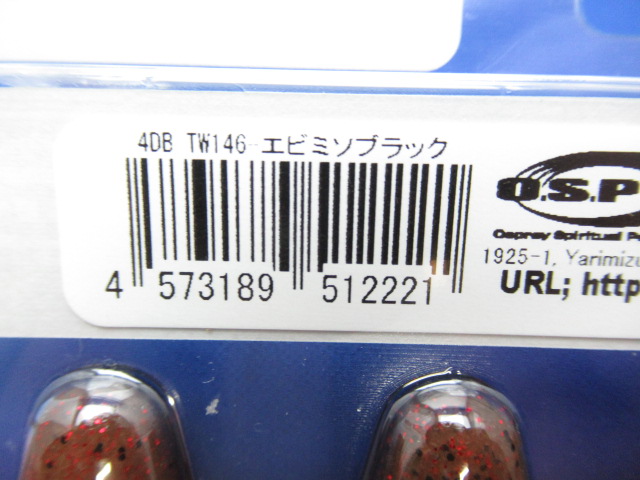 4DB TW146 エビミソブラック
4 573189 512221
O.S.P
Osprey Spiritual
1925-1, Yarimizu
URL; http